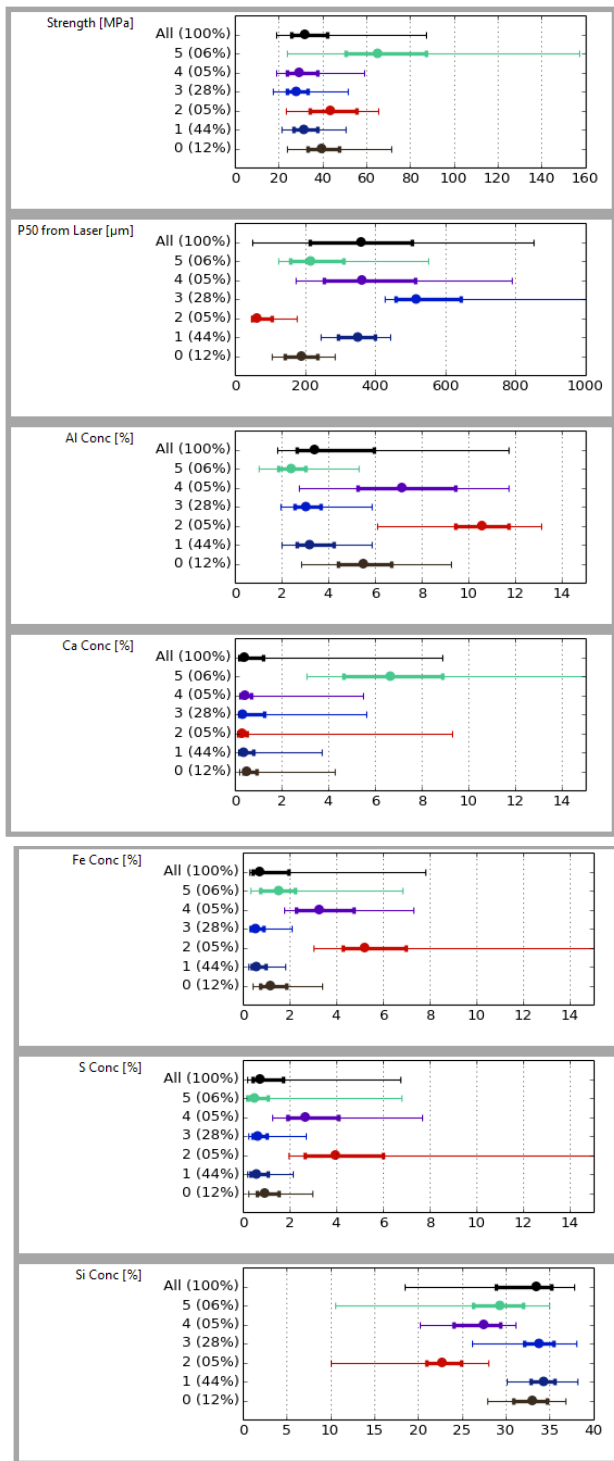 Strength [MPa]
All (100%)
5 (06%)
4 (05%)
3 (28%)
2 (05%)
1 (44%)
0 (12%)
0 20 40 60 80 100 120 140 160
P50 from Laser [µm]
All (100%)
5 (06%)
4 (05%)
3 (28%)
2 (05%)
1 (44%)
0 (12%)
0 200 400 600 800 1000
Al Conc [%]
All (100%)
5 (06%)
4 (05%)
3 (28%)
2 (05%)
1 (44%)
0 (12%)
0 2 4 6 8 10 12 14
Ca Conc [%]
All (100%)
5 (06%)
4 (05%)
3 (28%)
2 (05%)
1 (44%)
0 (12%)
0 2 4 6 8 10 12 14
Fe Conc [%]
All (100%)
5 (06%)
4 (05%)
3 (28%)
2 (05%)
1 (44%)
0 (12%)
0 2 4 6 8 10 12 14
S Conc [%]
All (100%)
5 (06%)
4 (05%)
3 (28%)
2 (05%)
1 (44%)
0 (12%)
0 2 4 6 8 10 12 14
Si Conc [%]
All (100%)
5 (06%)
4 (05%)
3 (28%)
2 (05%)
1 (44%)
0 (12%)
0 5 10 15 20 25 30 35 40